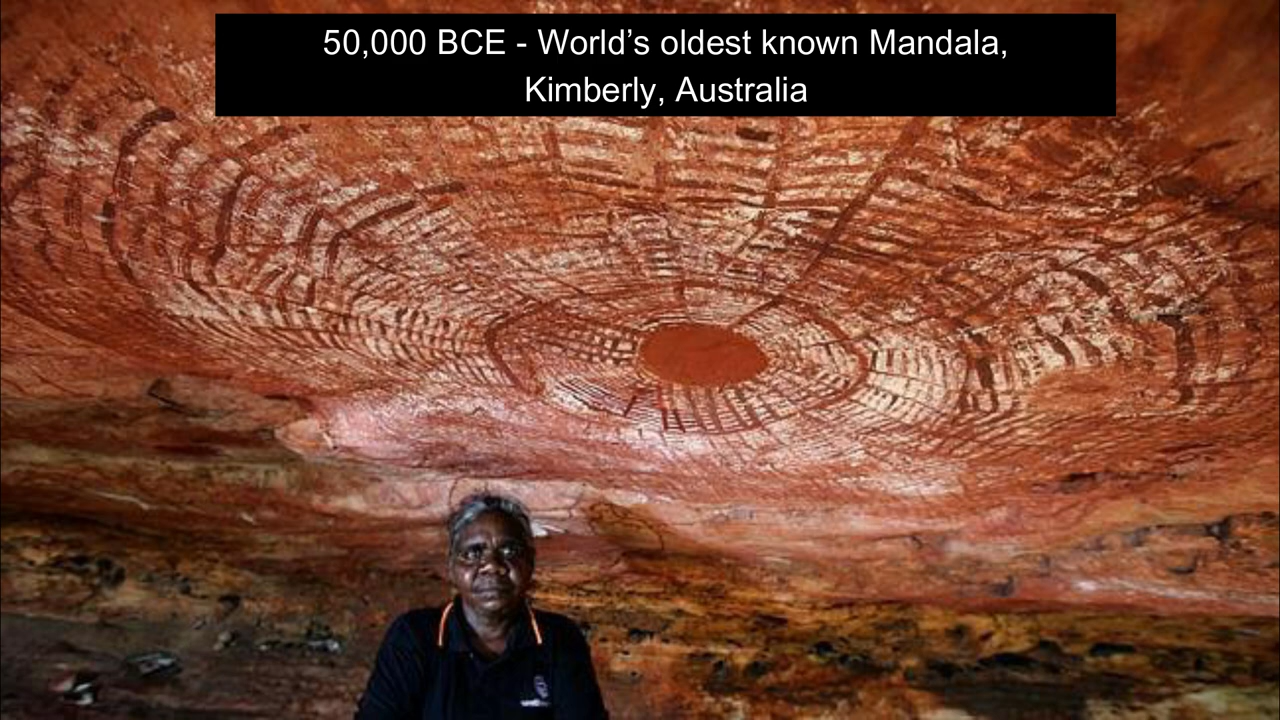 50,000 BCE - World’s oldest known Mandala,
Kimberly, Australia